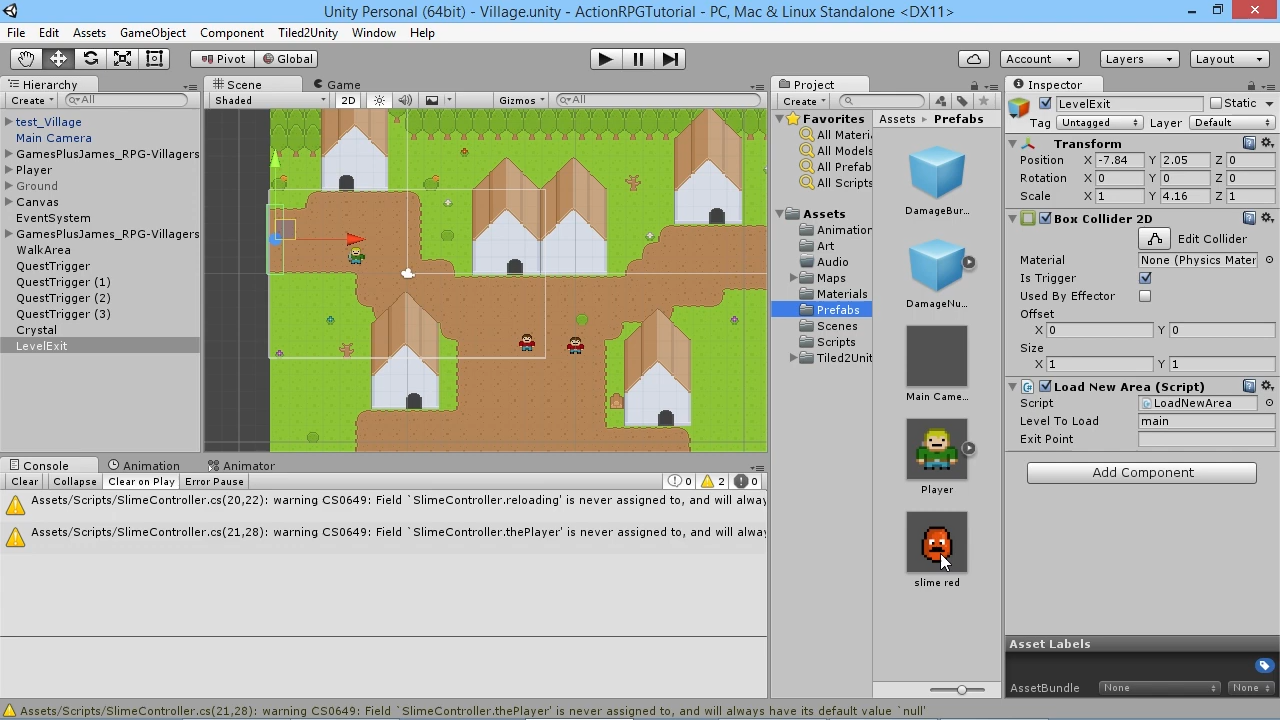 Unity Personal (64bit) - Village.unity - ActionRPGTutorial - PC, Mac & Linux Standalone <DX11>
File Edit Assets GameObject Component Tiled2Unity Window Help
Pivot Global Account Layers Layout
Hierarchy
Create All
test_Village
Main Camera
GamesPlusJames_RPG-Villagers
Player
Ground
Canvas
EventSystem
GamesPlusJames_RPG-Villagers
WalkArea
QuestTrigger
QuestTrigger (1)
QuestTrigger (2)
QuestTrigger (3)
Crystal
LevelExit
Scene Game
Shaded 2D Gizmos All
Project
Create
Favorites
All Materi
All Models
All Prefab
All Scripts
Assets
Animation
Art
Audio
Maps
Materials
Prefabs
Scenes
Scripts
Tiled2Unit
Assets Prefabs
DamageBur...
DamageNu...
Main Came...
Player
slime red
Inspector
LevelExit Static
Tag Untagged Layer Default
Transform
Position X -7.84 Y 2.05 Z 0
Rotation X 0 Y 0 Z 0
Scale X 1 Y 4.16 Z 1
Box Collider 2D
Edit Collider
Material None (Physics Mater
Is Trigger
Used By Effector
Offset
X 0 Y 0
Size
X 1 Y 1
Load New Area (Script)
Script LoadNewArea
Level To Load main
Exit Point
Add Component
Asset Labels
AssetBundle None None
Console Animation Animator
Clear Collapse Clear on Play Error Pause 0 2 0
Assets/Scripts/SlimeController.cs(20,22): warning CS0649: Field `SlimeController.reloading' is never assigned to, and will alway
Assets/Scripts/SlimeController.cs(21,28): warning CS0649: Field `SlimeController.thePlayer' is never assigned to, and will alway
Assets/Scripts/SlimeController.cs(21,28): warning CS0649: Field `SlimeController.thePlayer' is never assigned to, and will always have its default value `null'